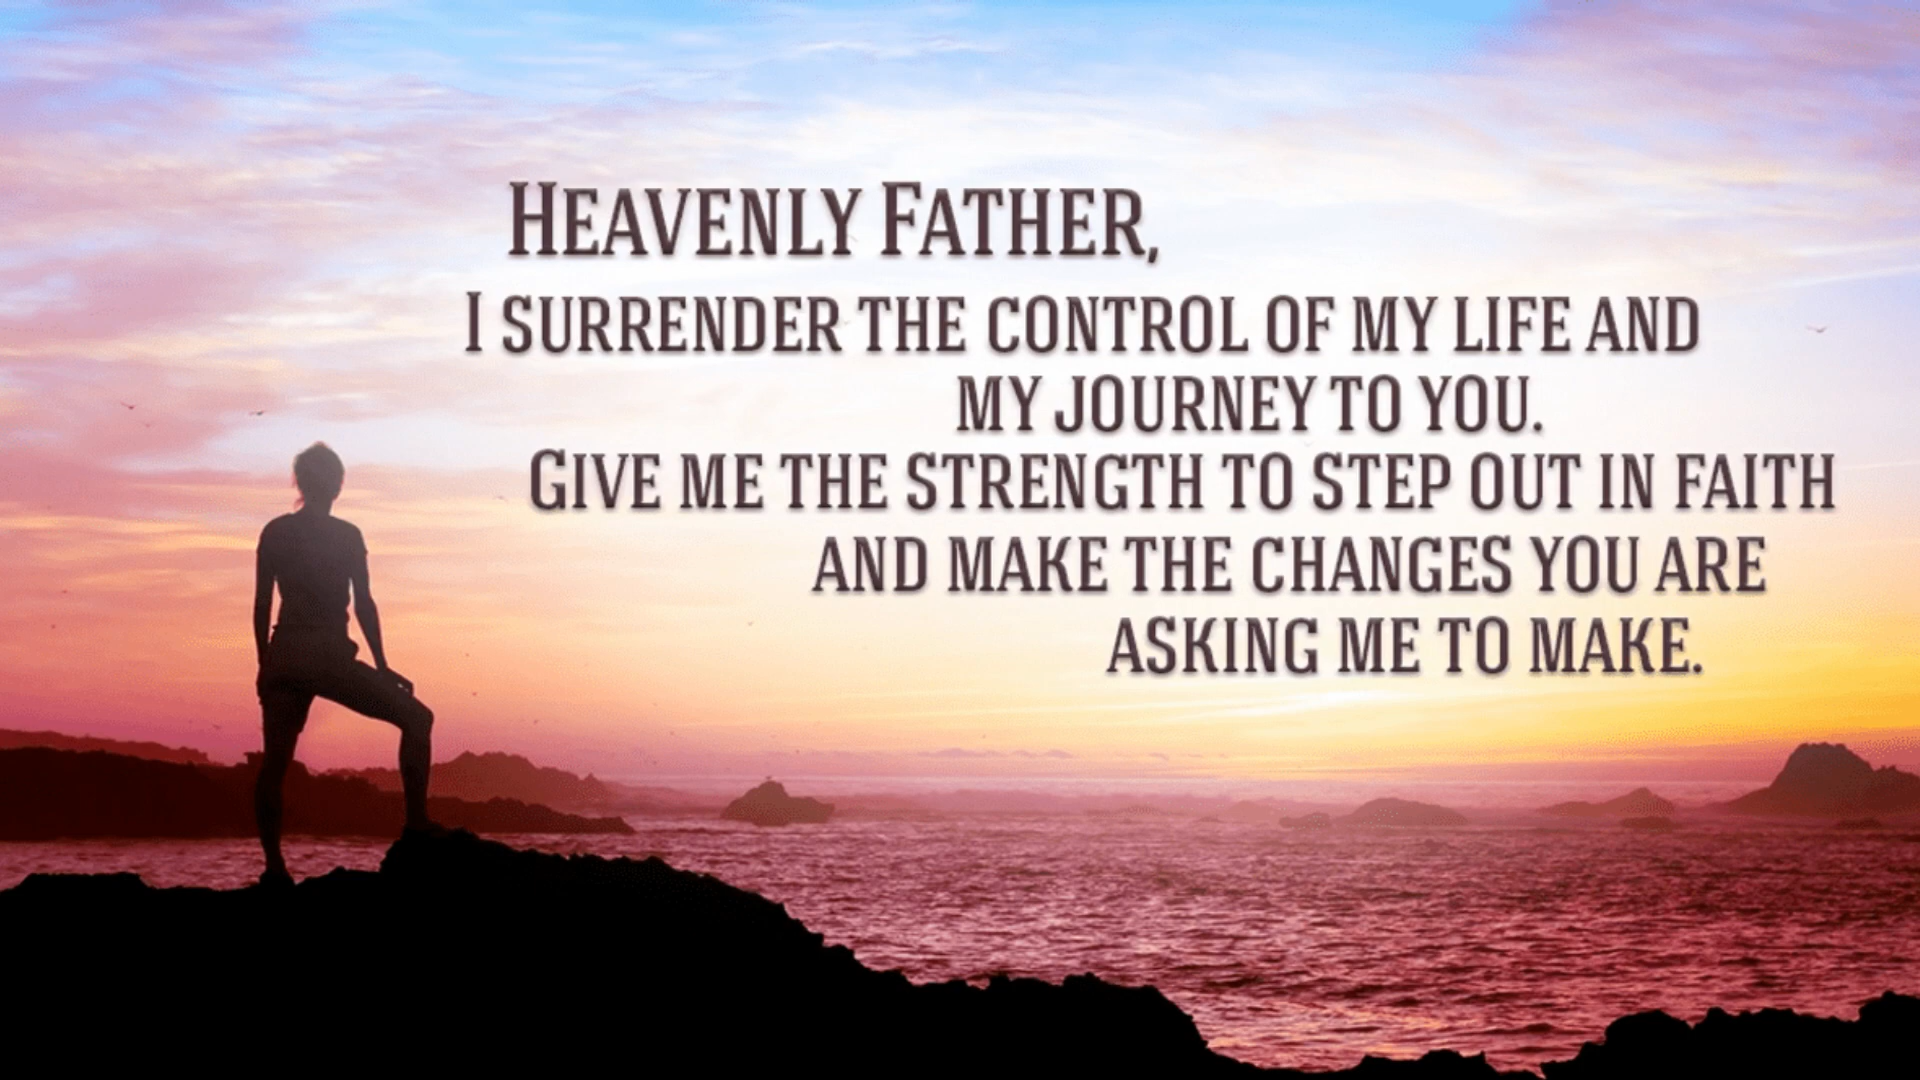 Heavenly Father,
I surrender the control of my life and
my journey to You.
Give me the strength to step out in faith
and make the changes You are
asking me to make.